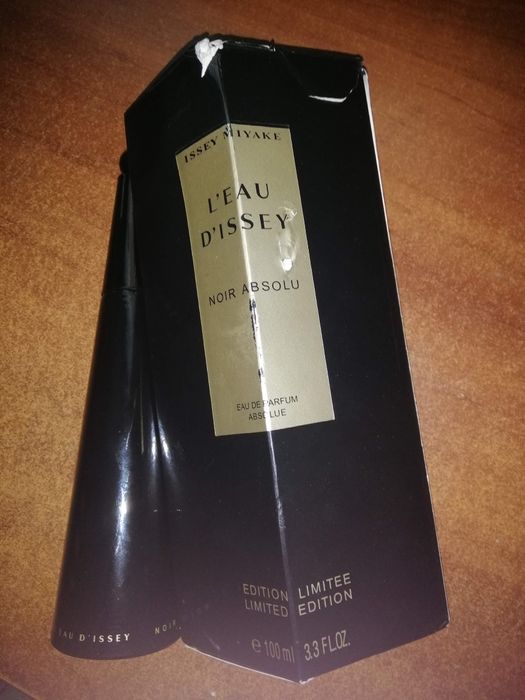 ISSEY MIYAKE
L'EAU
D'ISSEY
NOIR ABSOLU
EAU DE PARFUM
ABSOLUE
EDITION LIMITEE
LIMITED EDITION
℮ 100 ml 3.3 FL.OZ.
EAU D'ISSEY NOIR